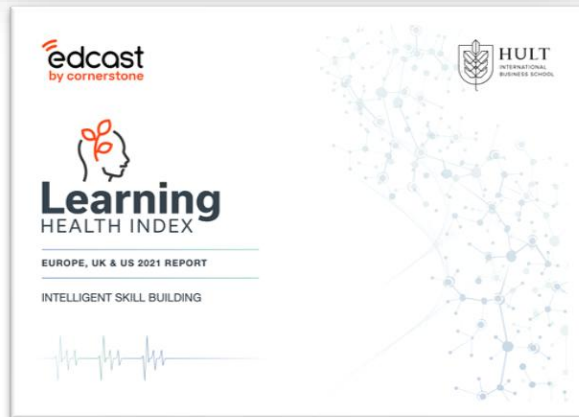 edcast
by cornerstone
HULT
INTERNATIONAL
BUSINESS SCHOOL
Learning
HEALTH INDEX
EUROPE, UK & US 2021 REPORT
INTELLIGENT SKILL BUILDING